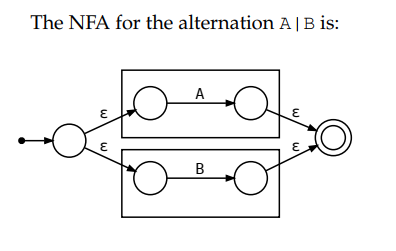 The NFA for the alternation A|B is:
A
ε
ε
ε
ε
B